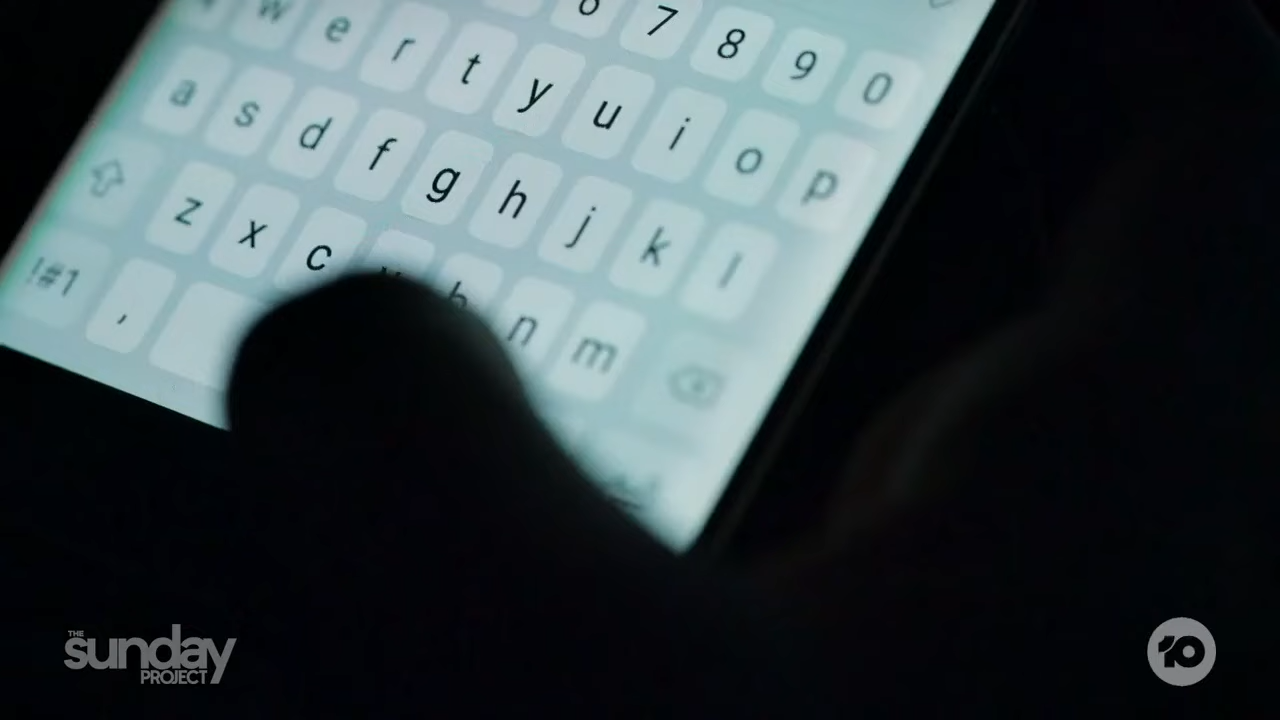 6 7 8 9 0
w e r t y u i o p
a s d f g h j k l
z x c v b n m
!#1 ,
THE
sunday
PROJECT
10